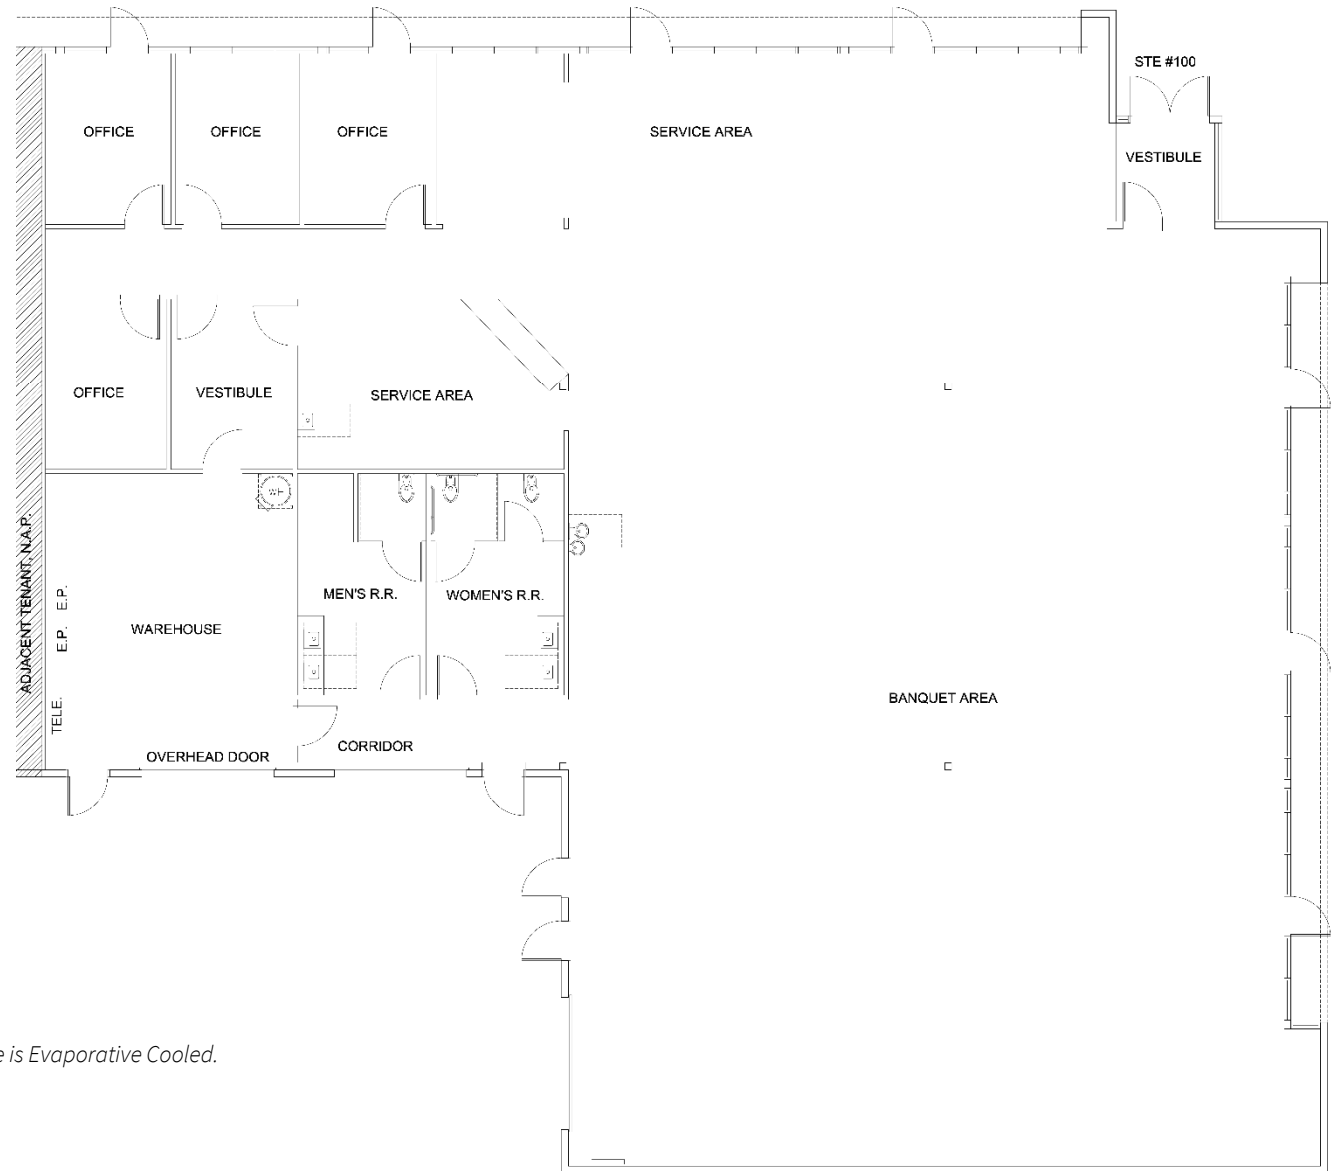 STE #100
OFFICE
OFFICE
OFFICE
SERVICE AREA
VESTIBULE
OFFICE
VESTIBULE
SERVICE AREA
WH
ADJACENT TENANT, N.A.P.
E.P.
E.P.
TELE.
MEN'S R.R.
WOMEN'S R.R.
WAREHOUSE
BANQUET AREA
CORRIDOR
OVERHEAD DOOR
is Evaporative Cooled.